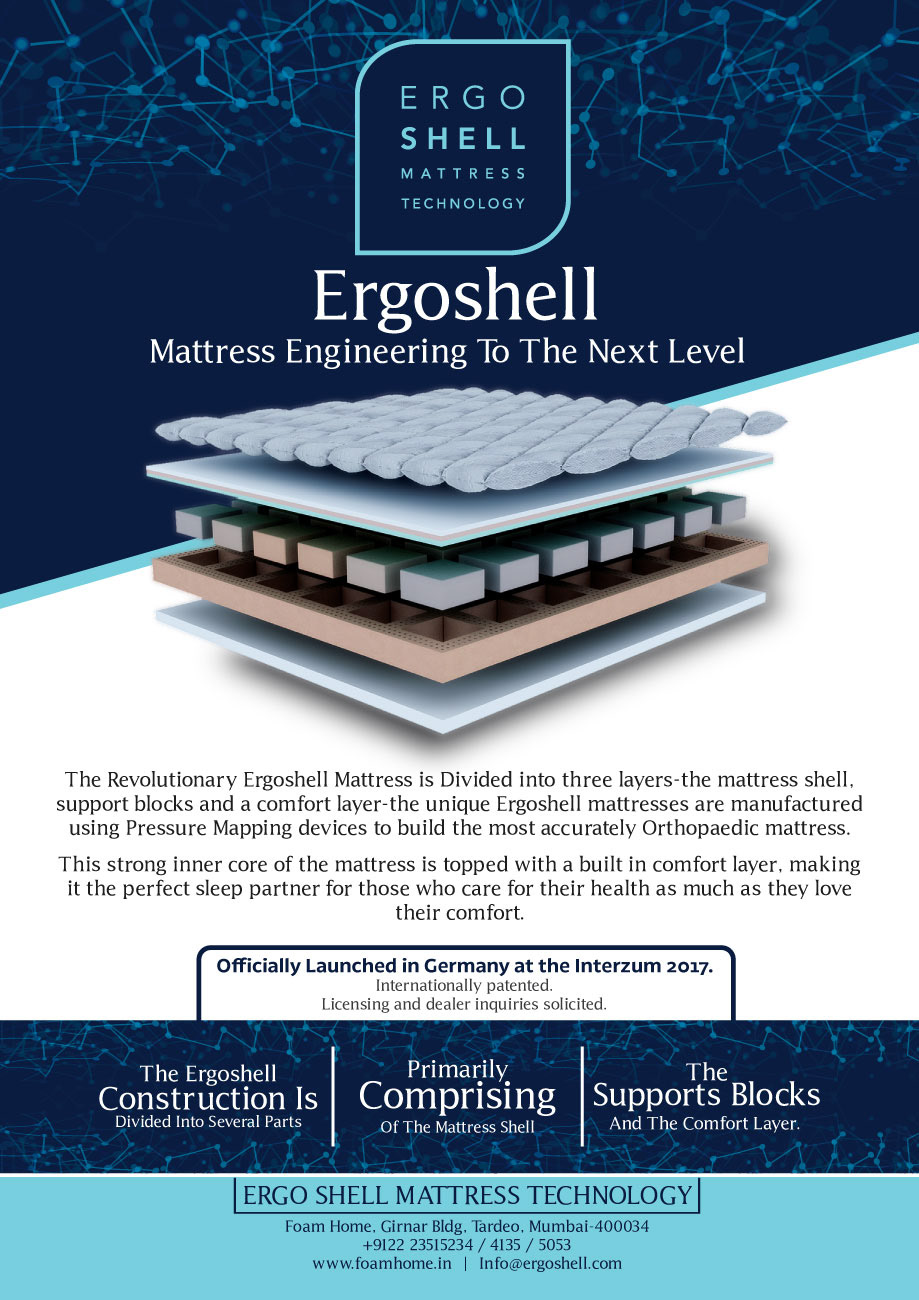 ERGO
SHELL
MATTRESS
TECHNOLOGY
Ergoshell
Mattress Engineering To The Next Level
The Revolutionary Ergoshell Mattress is Divided into three layers-the mattress shell,
support blocks and a comfort layer-the unique Ergoshell mattresses are manufactured
using Pressure Mapping devices to build the most accurately Orthopaedic mattress.
This strong inner core of the mattress is topped with a built in comfort layer, making
it the perfect sleep partner for those who care for their health as much as they love
their comfort.
Officially Launched in Germany at the Interzum 2017.
Internationally patented.
Licensing and dealer inquiries solicited.
The Ergoshell
Construction Is
Divided Into Several Parts
Primarily
Comprising
Of The Mattress Shell
The
Supports Blocks
And The Comfort Layer.
ERGO SHELL MATTRESS TECHNOLOGY
Foam Home, Girnar Bldg, Tardeo, Mumbai-400034
+9122 23515234 / 4135 / 5053
www.foamhome.in | Info@ergoshell.com